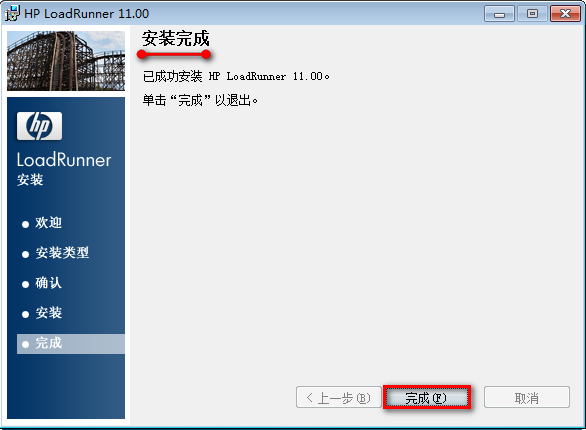 HP LoadRunner 11.00
安装完成
已成功安装 HP LoadRunner 11.00。
单击“完成”以退出。
hp
LoadRunner
安装
欢迎
安装类型
确认
安装
完成
< 上一步(B)
完成(F)
取消